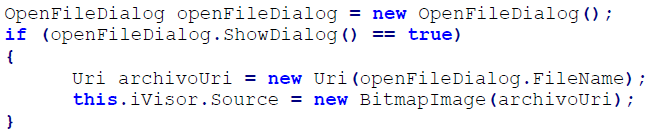 OpenFileDialog openFileDialog = new OpenFileDialog();
if (openFileDialog.ShowDialog() == true)
{
Uri archivoUri = new Uri(openFileDialog.FileName);
this.iVisor.Source = new BitmapImage(archivoUri);
}